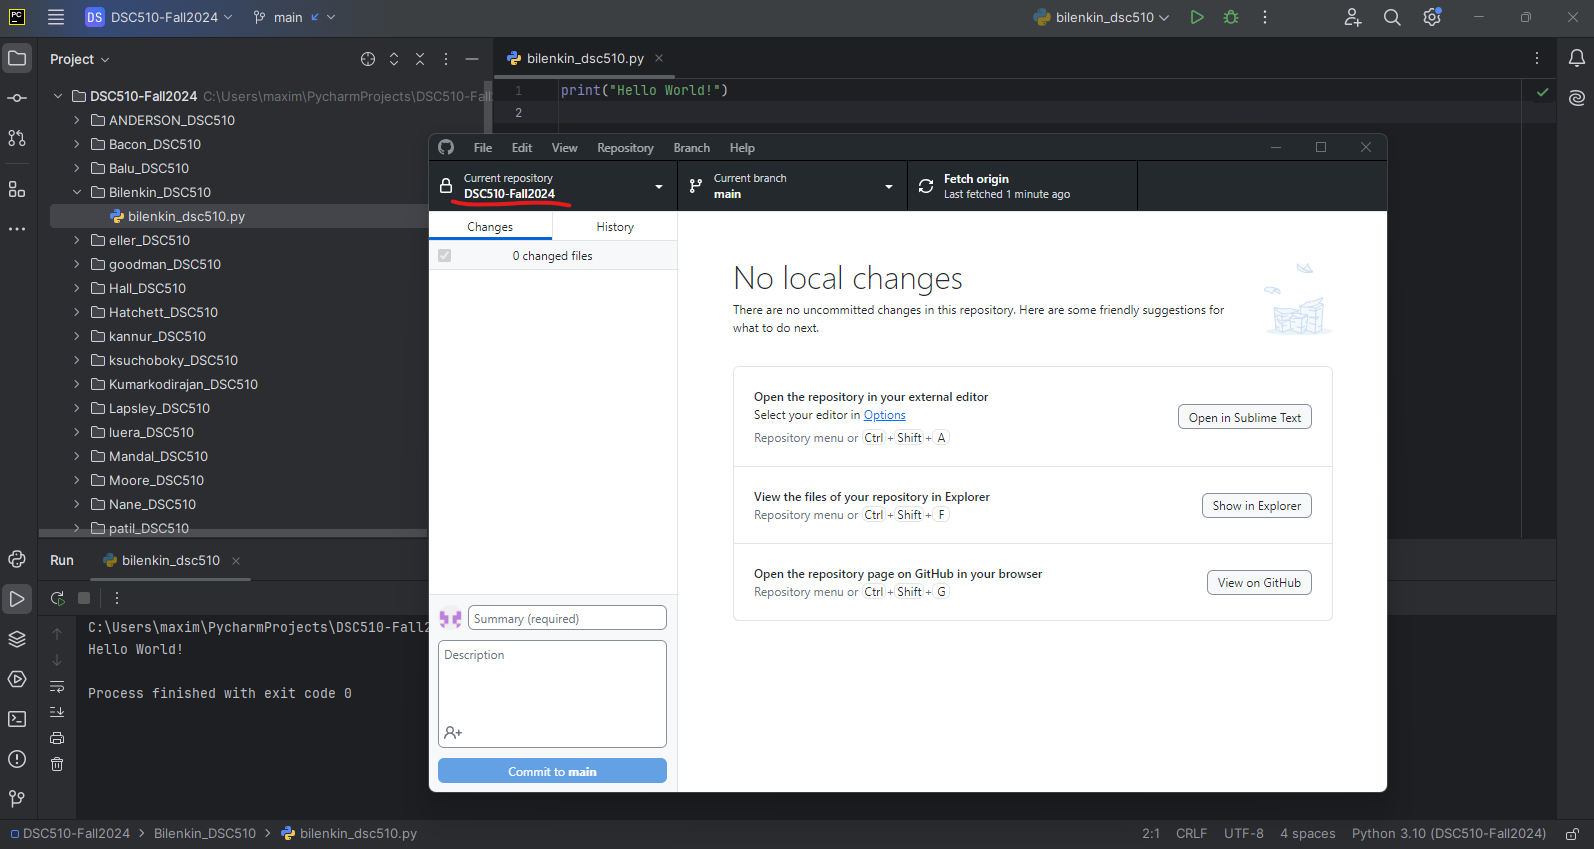 PC
DS DSC510-Fall2024
main
bilenkin_dsc510
Project
bilenkin_dsc510.py
DSC510-Fall2024 C:\Users\maxim\PycharmProjects\DSC510-Fall
ANDERSON_DSC510
Bacon_DSC510
Balu_DSC510
Bilenkin_DSC510
bilenkin_dsc510.py
eller_DSC510
goodman_DSC510
Hall_DSC510
Hatchett_DSC510
kannur_DSC510
ksuchoboky_DSC510
Kumarkodirajan_DSC510
Lapsley_DSC510
luera_DSC510
Mandal_DSC510
Moore_DSC510
Nane_DSC510
patil_DSC510
1 print("Hello World!")
2
File Edit View Repository Branch Help
Current repository
DSC510-Fall2024
Current branch
main
Fetch origin
Last fetched 1 minute ago
Changes
History
0 changed files
No local changes
There are no uncommitted changes in this repository. Here are some friendly suggestions for
what to do next.
Open the repository in your external editor
Select your editor in Options
Repository menu or Ctrl + Shift + A
Open in Sublime Text
View the files of your repository in Explorer
Repository menu or Ctrl + Shift + F
Show in Explorer
Open the repository page on GitHub in your browser
Repository menu or Ctrl + Shift + G
View on GitHub
Summary (required)
Description
Commit to main
Run
bilenkin_dsc510
C:\Users\maxim\PycharmProjects\DSC510-Fall2
Hello World!
Process finished with exit code 0
DSC510-Fall2024 > Bilenkin_DSC510 > bilenkin_dsc510.py
2:1 CRLF UTF-8 4 spaces Python 3.10 (DSC510-Fall2024)